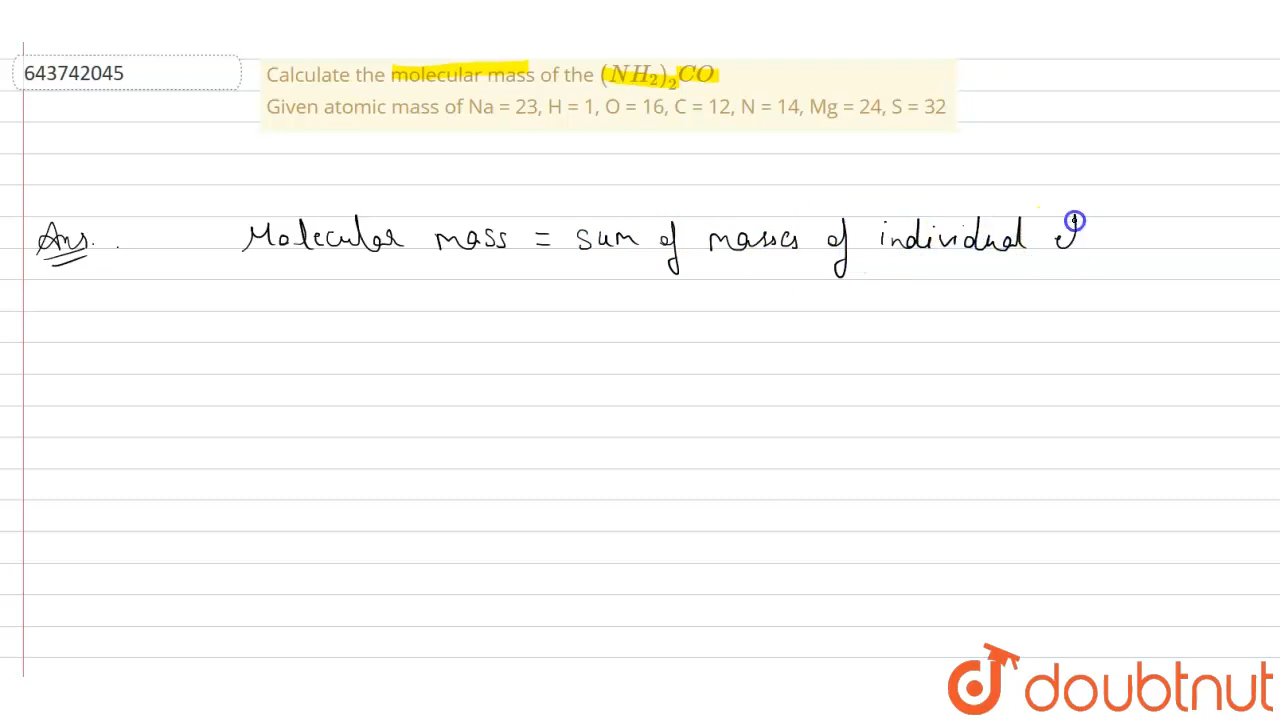 643742045
Calculate the molecular mass of the (NH₂)₂CO
Given atomic mass of Na = 23, H = 1, O = 16, C = 12, N = 14, Mg = 24, S = 32
Ans. Molecular mass = sum of masses of individual
doubtnut